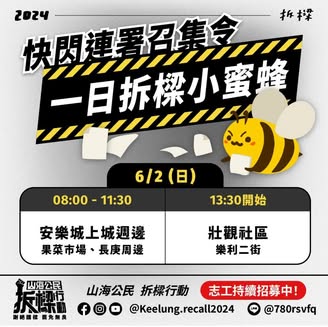 2024
拆樑
快閃連署召集令
一日拆樑小蜜蜂
6/2 (日)
08:00 - 11:30
13:30開始
安樂城上城週邊
果菜市場、長庚周邊
壯觀社區
樂利二街
山海公民
拆樑行動
山海公民 拆樑行動
志工持續招募中!
@Keelung.recall2024
@780rsvfq